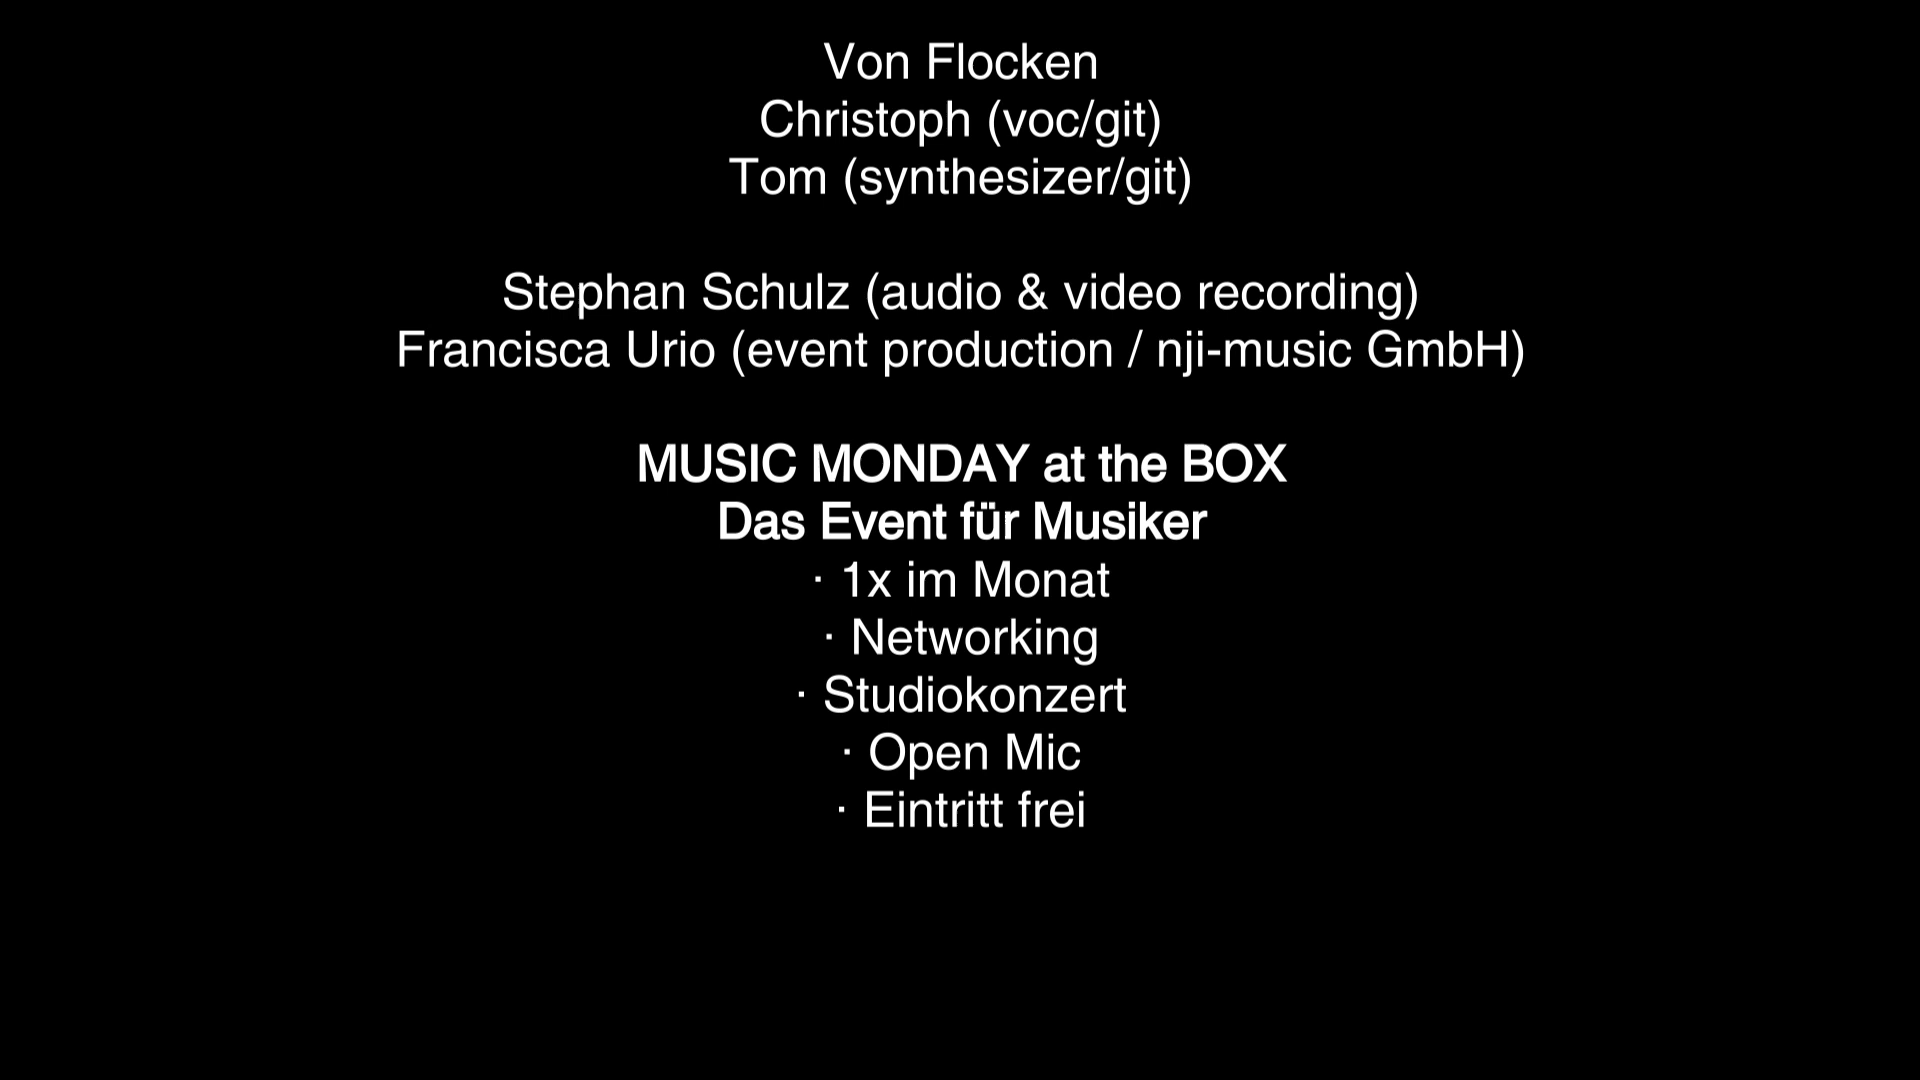 Von Flocken
Christoph (voc/git)
Tom (synthesizer/git)
Stephan Schulz (audio & video recording)
Francisca Urio (event production / nji-music GmbH)
MUSIC MONDAY at the BOX
Das Event für Musiker
· 1x im Monat
· Networking
· Studiokonzert
· Open Mic
· Eintritt frei